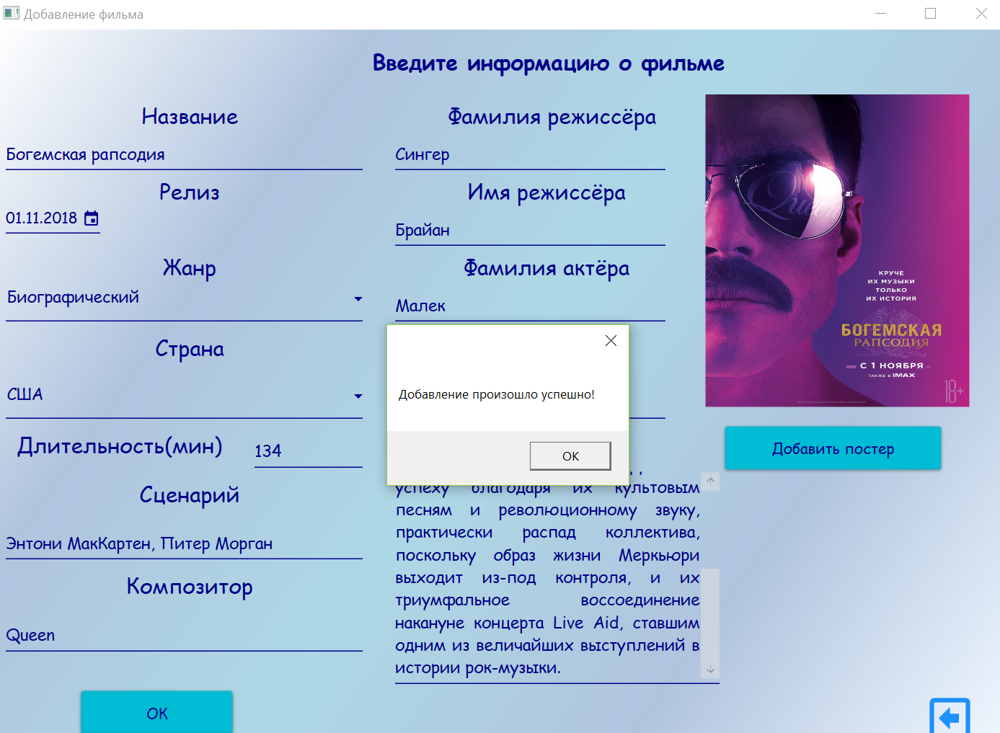 Добавление фильма
Введите информацию о фильме
Название
Богемская рапсодия
Релиз
01.11.2018
Жанр
Биографический
Страна
США
Длительность(мин)
134
Сценарий
Энтони МакКартен, Питер Морган
Композитор
Queen
OK
Фамилия режиссёра
Сингер
Имя режиссёра
Брайан
Фамилия актёра
Малек
Добавление произошло успешно!
OK
успеху благодаря их культовым
песням и революционному звуку,
практически распад коллектива,
поскольку образ жизни Меркьюри
выходит из-под контроля, и их
триумфальное воссоединение
накануне концерта Live Aid, ставшим
одним из величайших выступлений в
истории рок-музыки.
Queen
КРУЧЕ
ИХ МУЗЫКИ
ТОЛЬКО
ИХ ИСТОРИЯ
БОГЕМСКАЯ
РАПСОДИЯ
С 1 НОЯБРЯ
ТАКЖЕ В IMAX
18+
Добавить постер